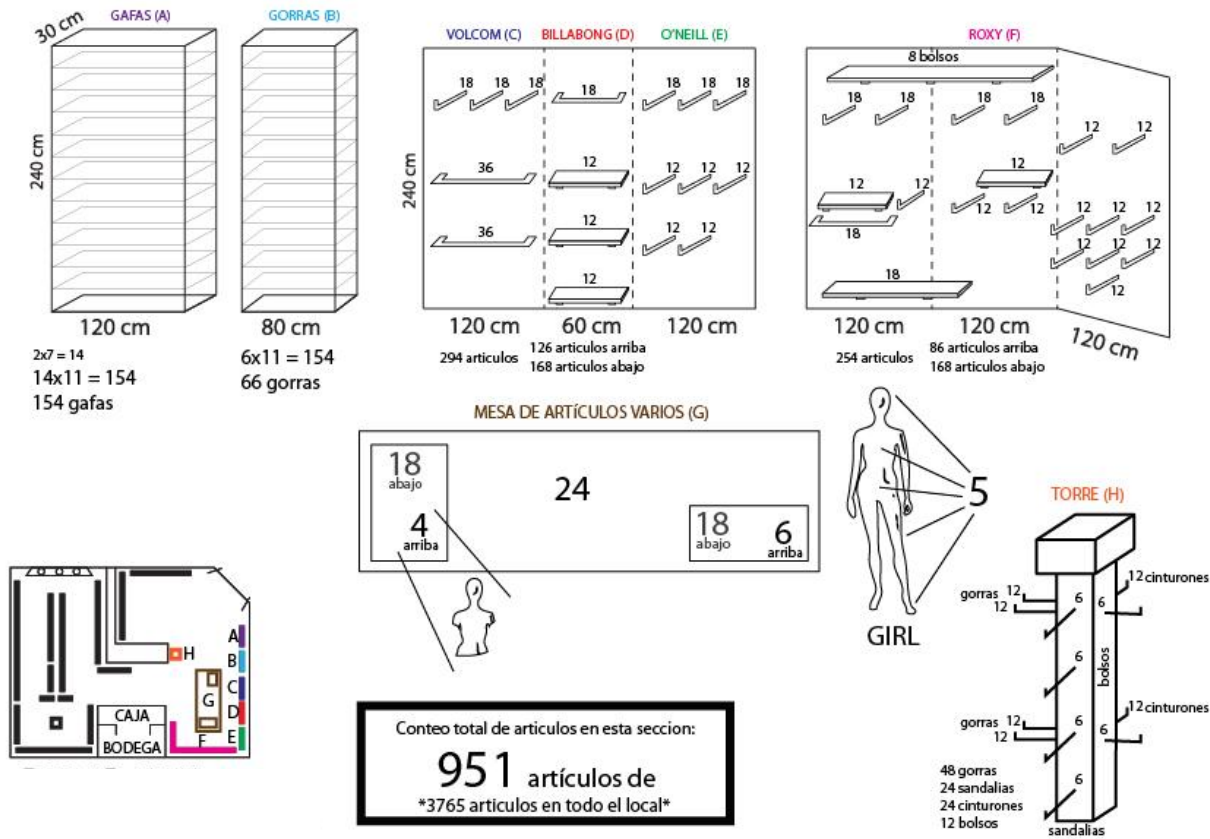 GAFAS (A)
30 cm
240 cm
120 cm
2x7 = 14
14x11 = 154
154 gafas
GORRAS (B)
80 cm
6x11 = 154
66 gorras
VOLCOM (C) BILLABONG (D) O'NEILL (E)
18 18 18 18 18 18 18
36 12 12 12 12
36 12 12 12
12
240 cm
120 cm 60 cm 120 cm
294 articulos
126 articulos arriba
168 articulos abajo
ROXY (F)
8 bolsos
18 18 18 18
12 12
12
12 12
12 12
18
12 12 12
12 12 12
18
12
120 cm 120 cm 120 cm
254 articulos
86 articulos arriba
168 articulos abajo
MESA DE ARTÍCULOS VARIOS (G)
18
abajo
4
arriba
24
18
abajo
6
arriba
5
GIRL
TORRE (H)
gorras 12
12
6
6
12 cinturones
6
bolsos
gorras 12
12
6
6
12 cinturones
6
48 gorras
24 sandalias
24 cinturones
12 bolsos
sandalias
A
H
B
C
G
D
CAJA
BODEGA
F
E
Conteo total de articulos en esta seccion:
951 artículos de
*3765 articulos en todo el local*